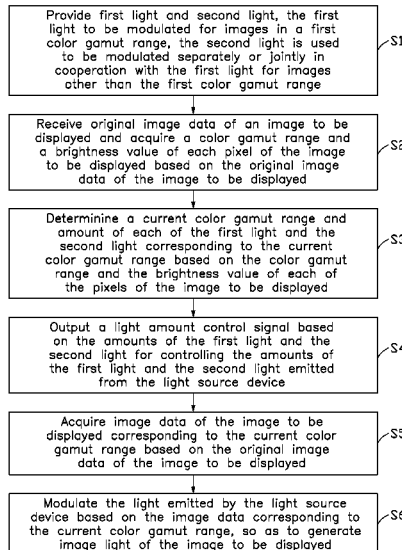 Provide first light and second light, the first
light to be modulated for images in a first
color gamut range, the second light is used
to be modulated separately or jointly in
cooperation with the first light for images
other than the first color gamut range
S1
Receive original image data of an image to be
displayed and acquire a color gamut range and
a brightness value of each pixel of the image
to be displayed based on the original image
data of the image to be displayed
S2
Determinine a current color gamut range and
amount of each of the first light and the
second light corresponding to the current
color gamut range based on the color gamut
range and the brightness value of each of
the pixels of the image to be displayed
S3
Output a light amount control signal based
on the amounts of the first light and the
second light for controlling the amounts of
the first light and the second light emitted
from the light source device
S4
Acquire image data of the image to be
displayed corresponding to the current color
gamut range based on the original image
data of the image to be displayed
S5
Modulate the light emitted by the light source
device based on the image data corresponding to
the current color gamut range, so as to generate
image light of the image to be displayed
S6